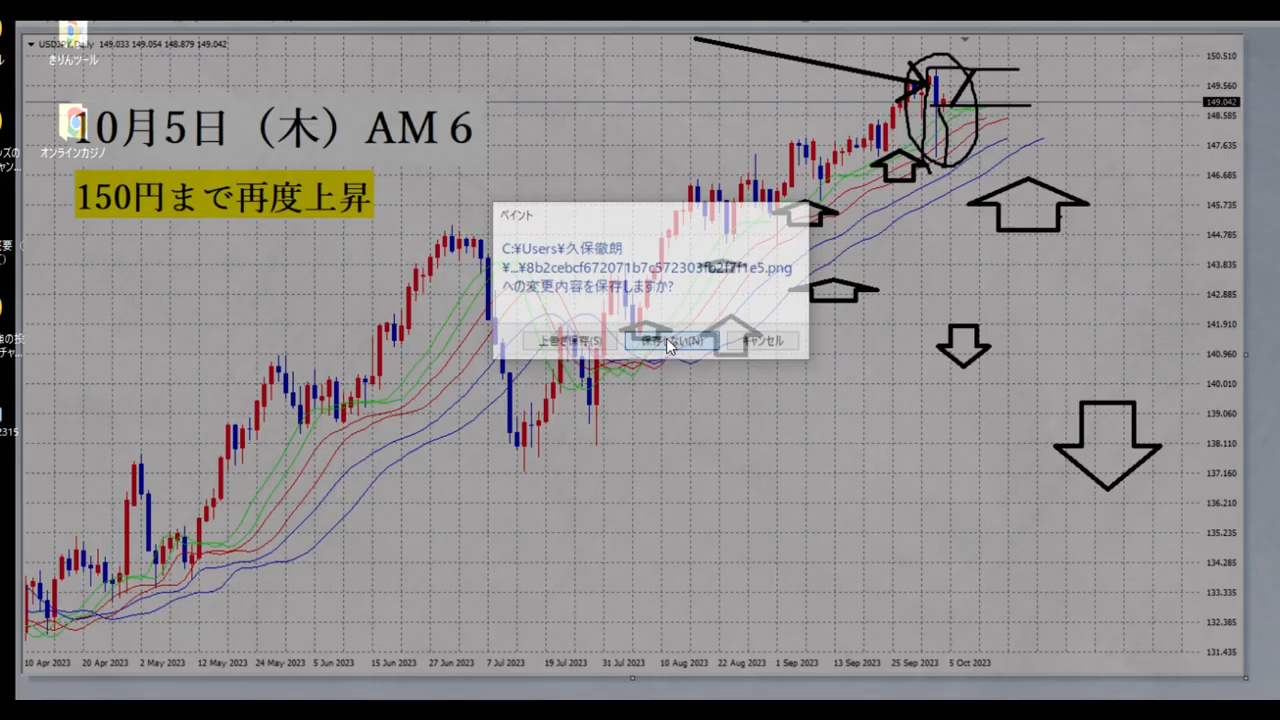 USDJPY,Daily 149.033 149.054 148.879 149.042
きりんツール
10月5日（木）AM６
オンラインカジノ
150円まで再度上昇
ペイント
C:¥Users¥久保徹朗
¥...¥8b2cebcf672071b7c572303fb2f7f1e5.png
への変更内容を保存しますか?
上書き保存(S)
保存しない(N)
キャンセル
150.510
149.560
149.042
148.585
147.635
146.685
145.735
144.785
143.835
142.885
141.910
140.960
140.010
139.060
138.110
137.160
136.210
135.235
134.285
133.335
132.385
131.435
10 Apr 2023
20 Apr 2023
2 May 2023
12 May 2023
24 May 2023
5 Jun 2023
15 Jun 2023
27 Jun 2023
7 Jul 2023
19 Jul 2023
31 Jul 2023
10 Aug 2023
22 Aug 2023
1 Sep 2023
13 Sep 2023
25 Sep 2023
5 Oct 2023